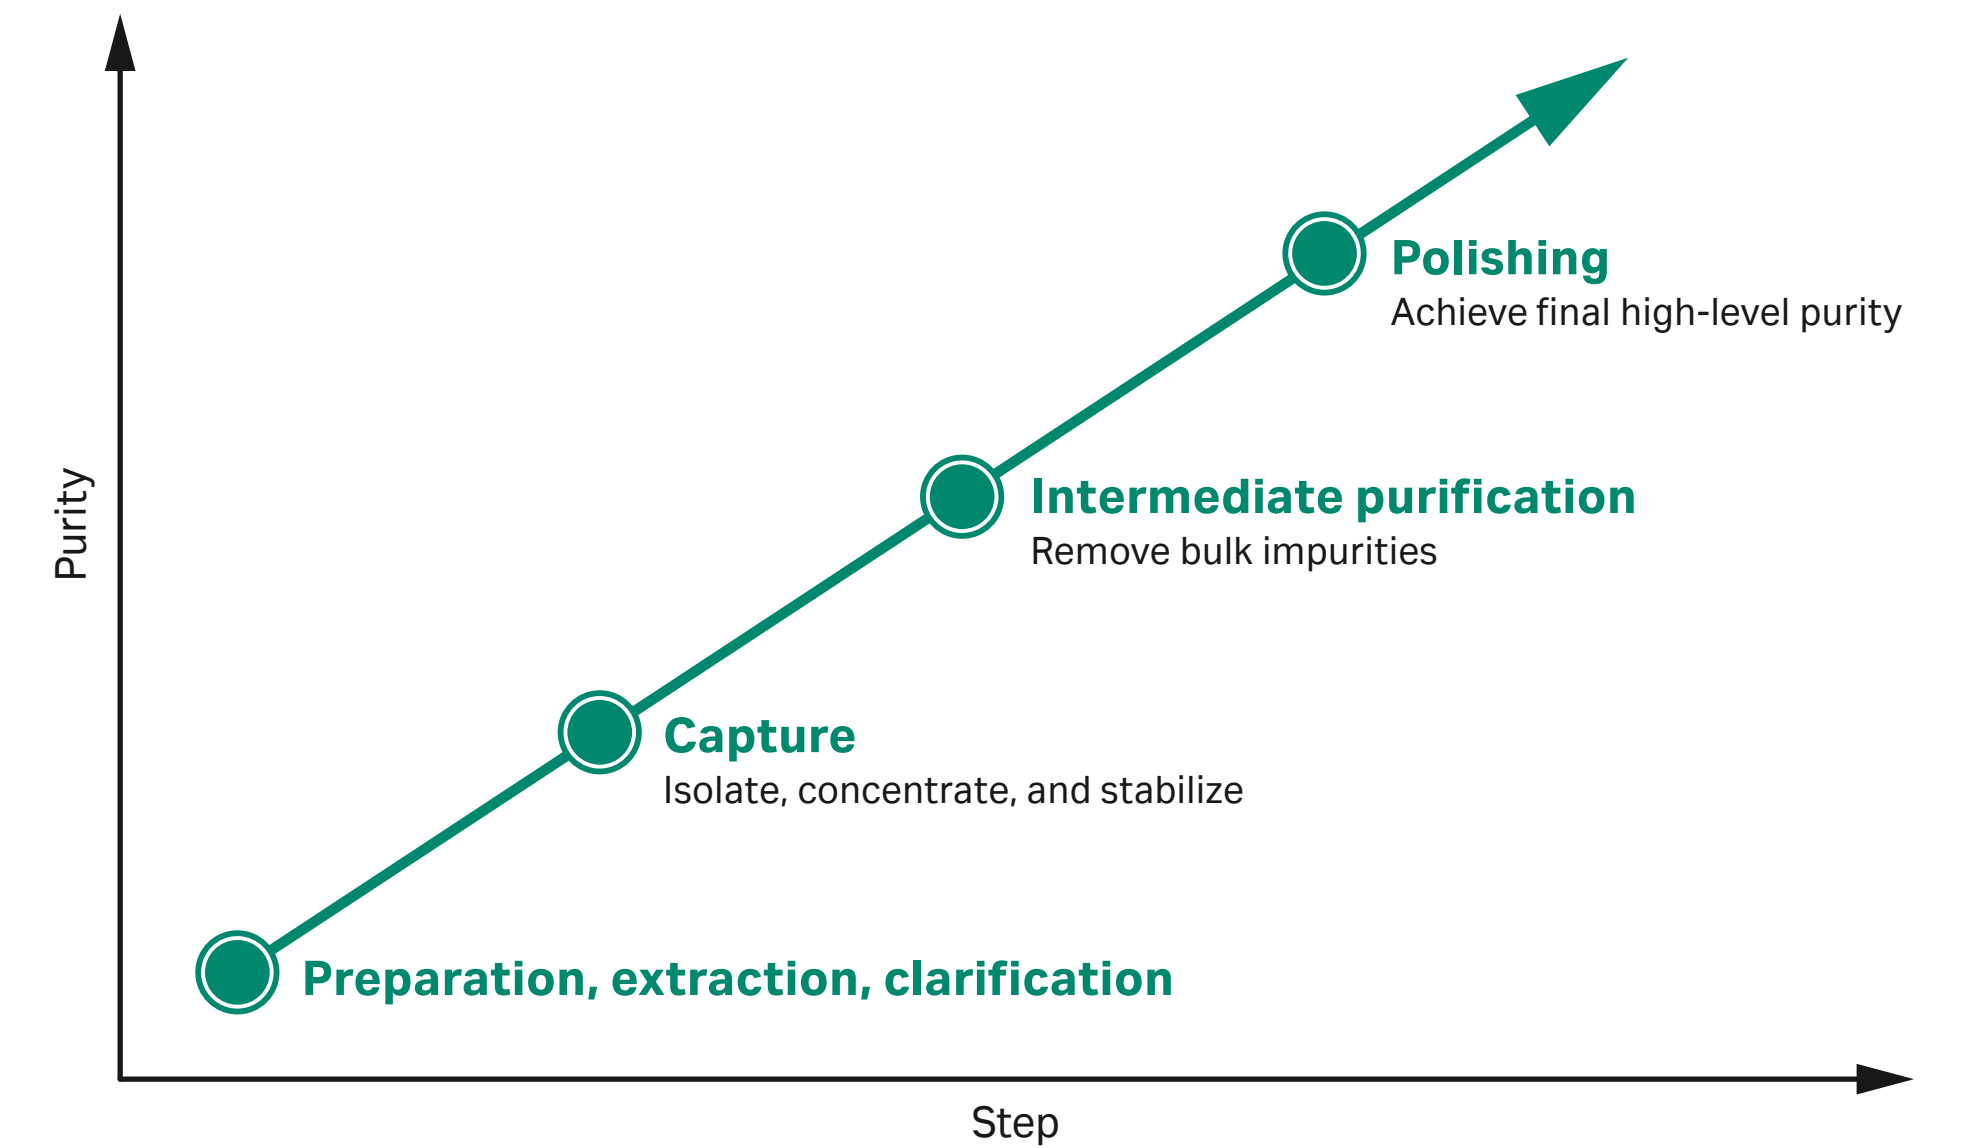 Polishing
Achieve final high-level purity
Intermediate purification
Remove bulk impurities
Purity
Capture
Isolate, concentrate, and stabilize
Preparation, extraction, clarification
Step